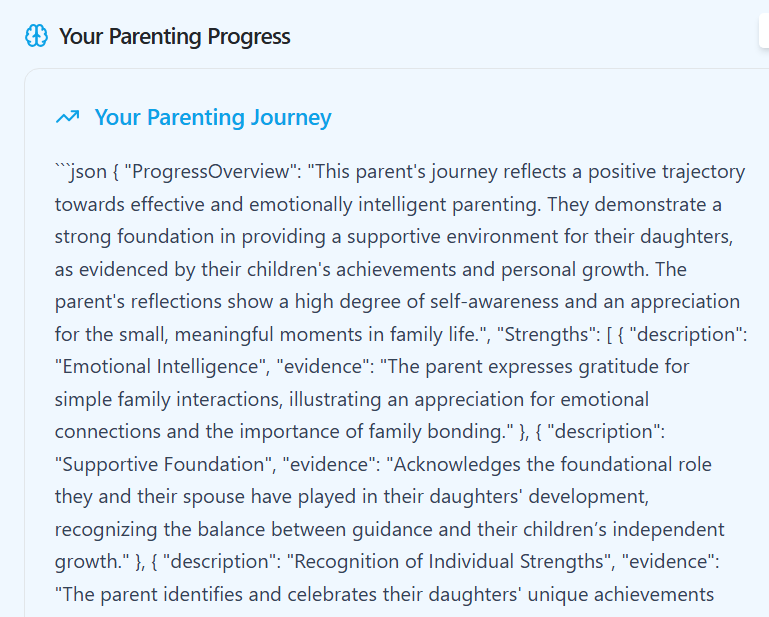 Your Parenting Progress
Your Parenting Journey
```json { "ProgressOverview": "This parent's journey reflects a positive trajectory
towards effective and emotionally intelligent parenting. They demonstrate a
strong foundation in providing a supportive environment for their daughters,
as evidenced by their children's achievements and personal growth. The
parent's reflections show a high degree of self-awareness and an appreciation
for the small, meaningful moments in family life.", "Strengths": [ { "description":
"Emotional Intelligence", "evidence": "The parent expresses gratitude for
simple family interactions, illustrating an appreciation for emotional
connections and the importance of family bonding." }, { "description":
"Supportive Foundation", "evidence": "Acknowledges the foundational role
they and their spouse have played in their daughters' development,
recognizing the balance between guidance and their children’s independent
growth." }, { "description": "Recognition of Individual Strengths", "evidence":
"The parent identifies and celebrates their daughters' unique achievements